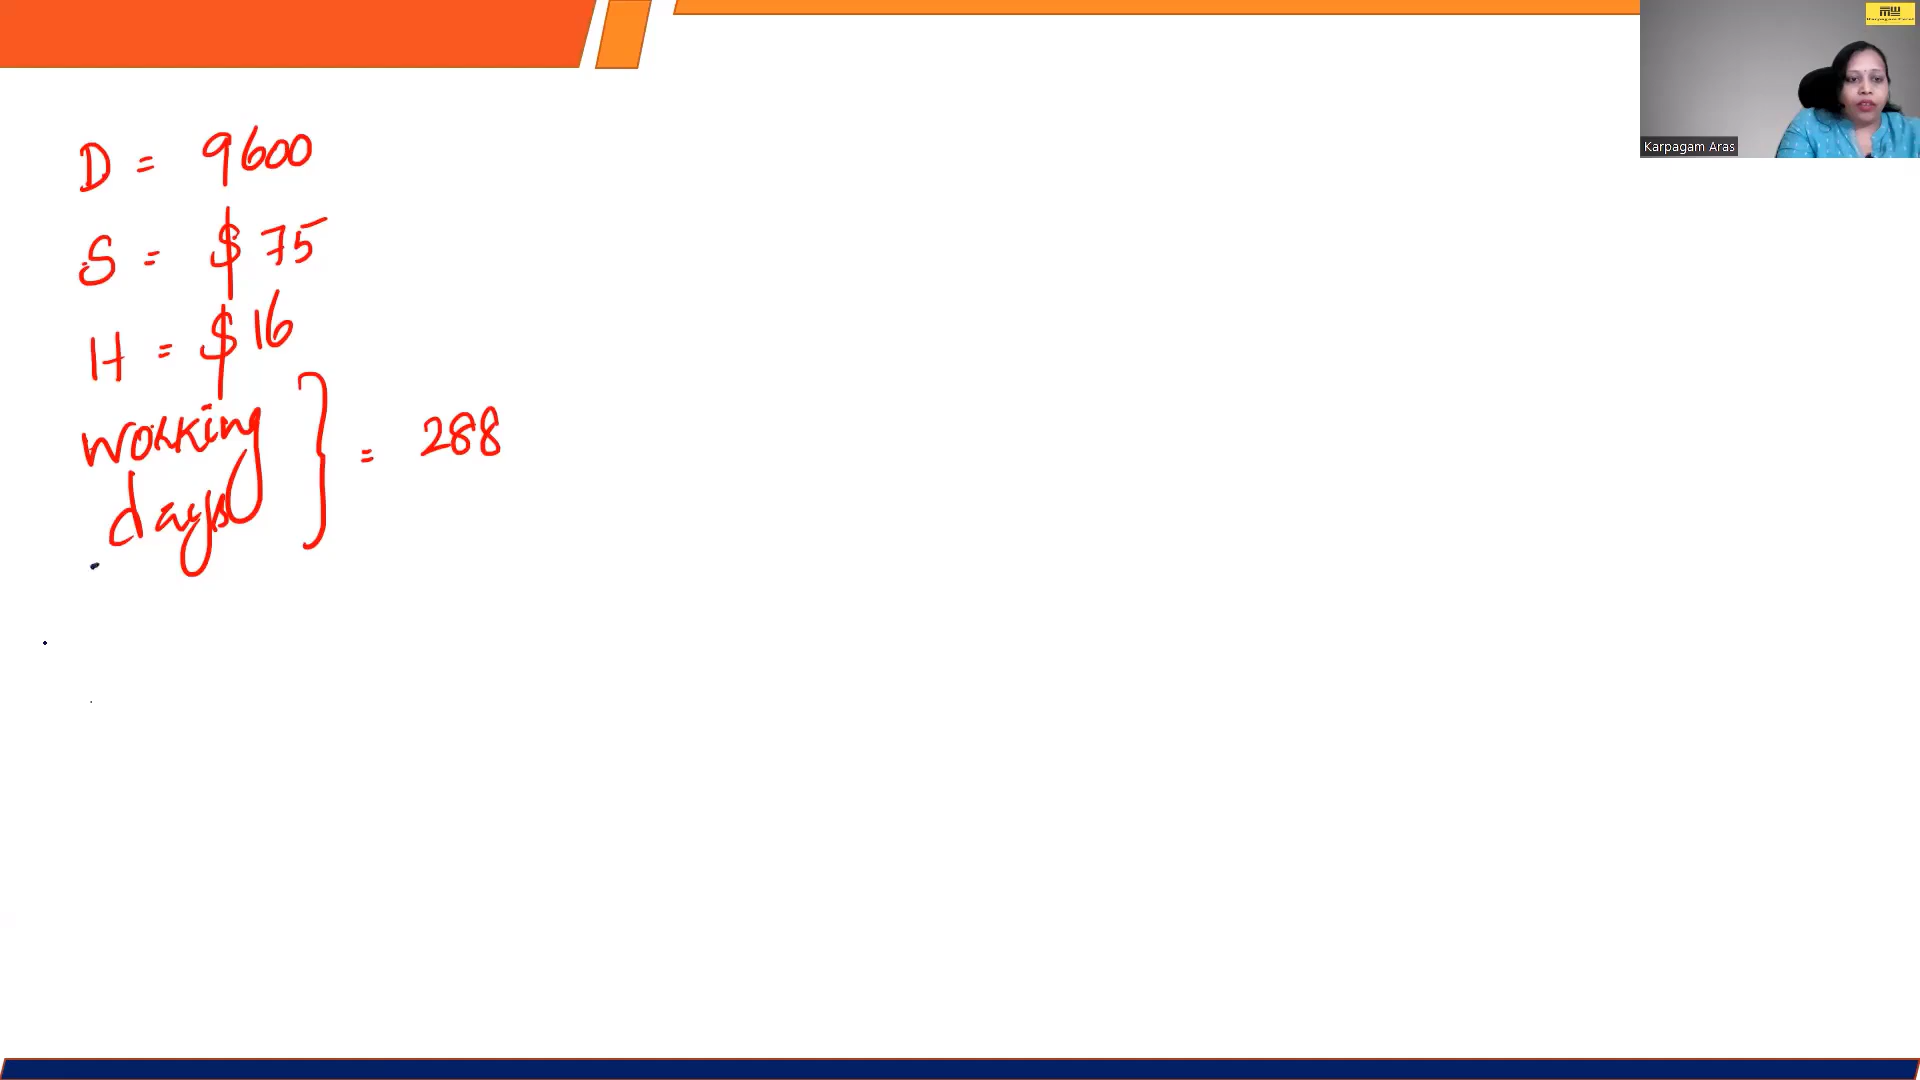 D = 9600
S = $ 75
H = $ 16
working
days } = 288
Karpagam Aras